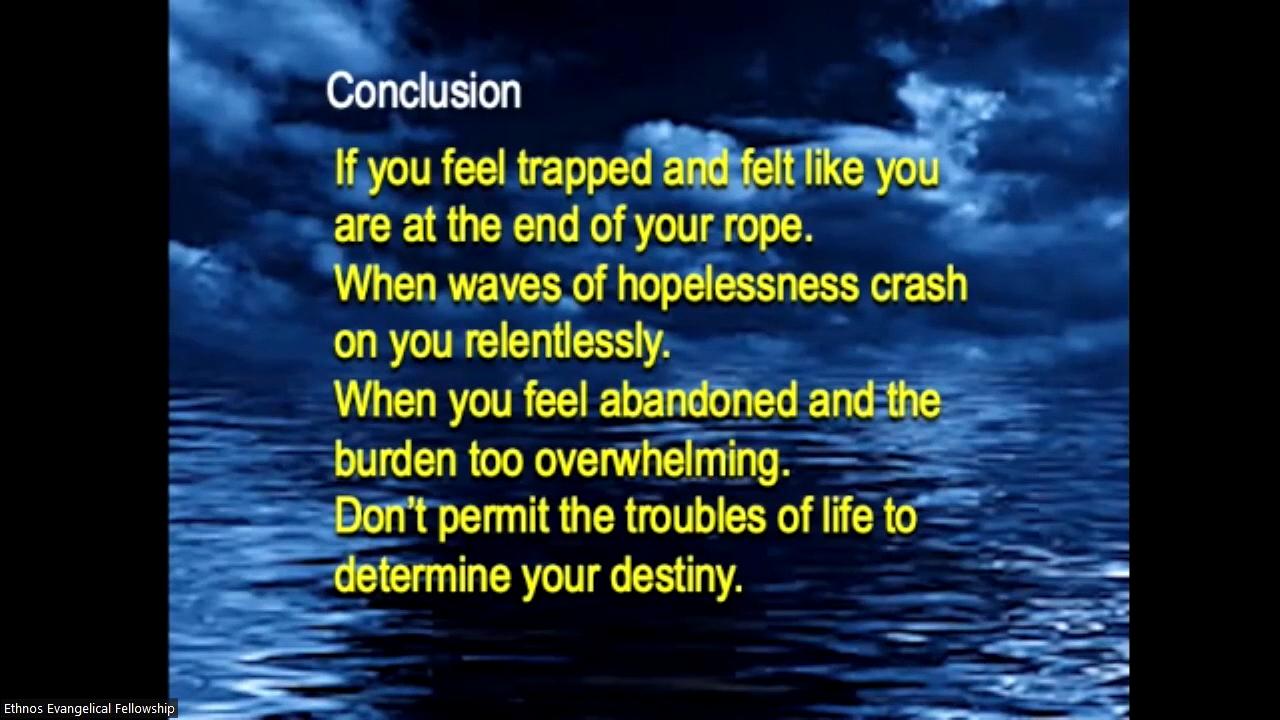 Conclusion
If you feel trapped and felt like you
are at the end of your rope.
When waves of hopelessness crash
on you relentlessly.
When you feel abandoned and the
burden too overwhelming.
Don't permit the troubles of life to
determine your destiny.
Ethnos Evangelical Fellowship